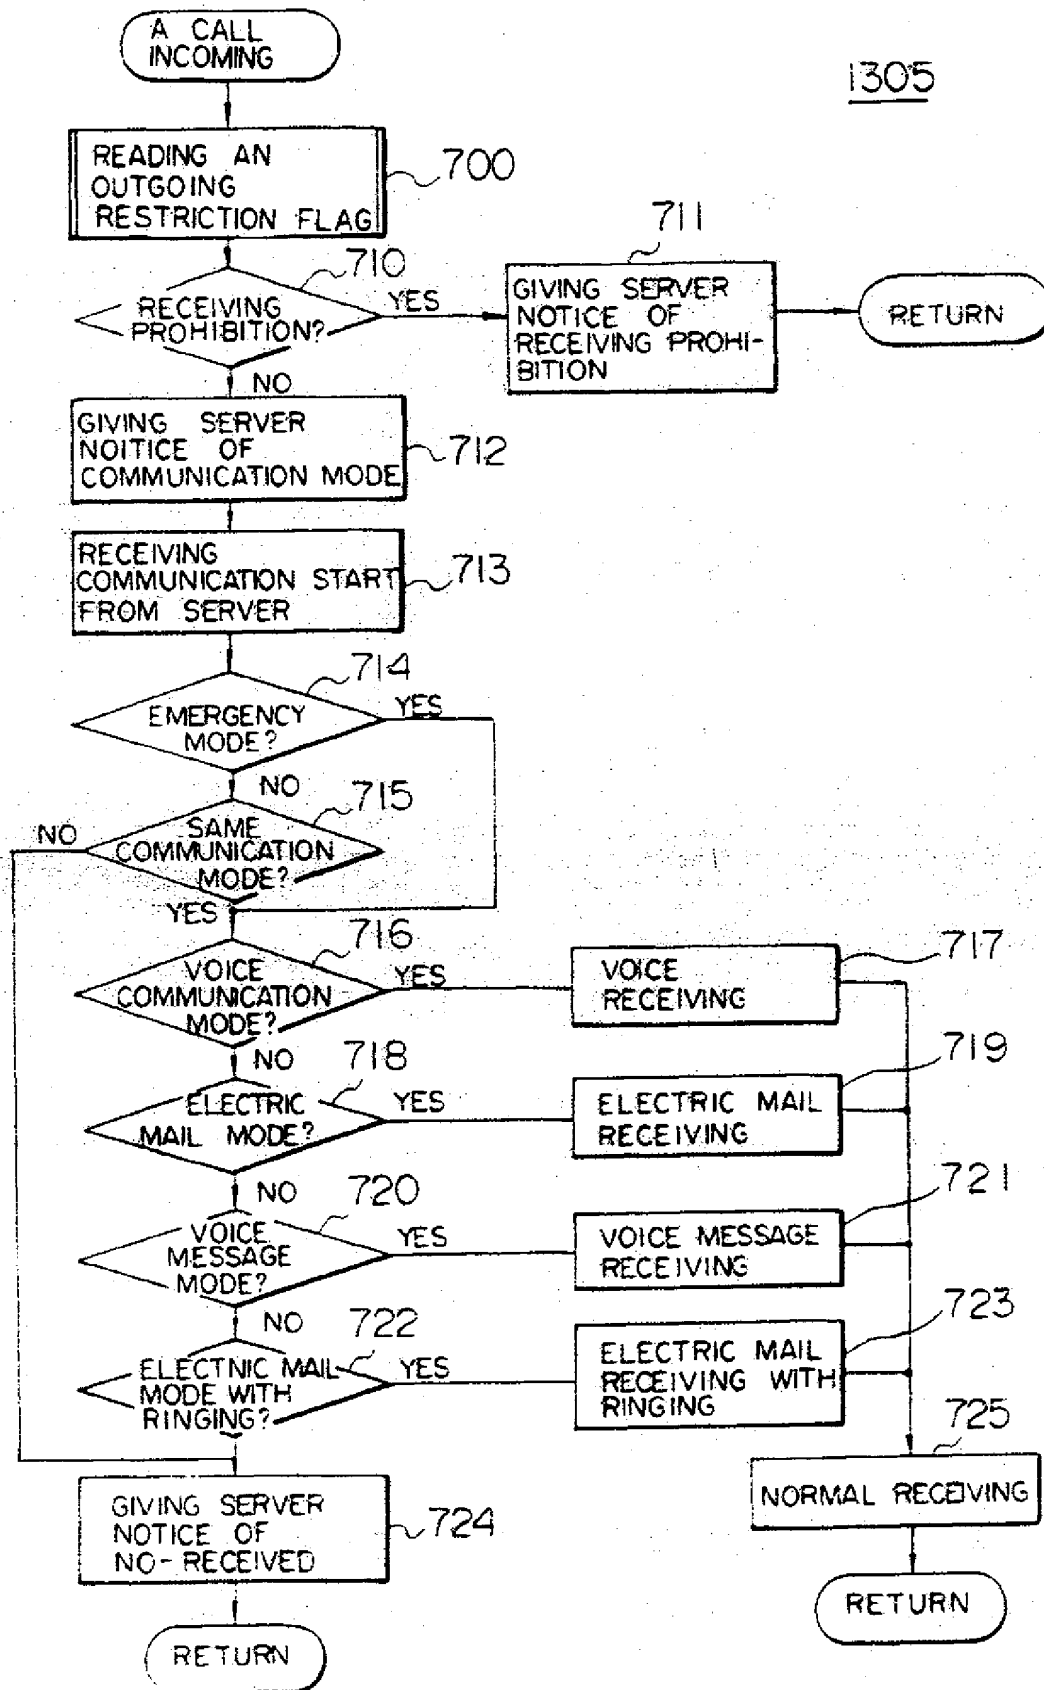 A CALL
INCOMING
1305
READING AN
OUTGOING
RESTRICTION FLAG
700
710
RECEIVING
PROHIBITION?
YES
711
GIVING SERVER
NOTICE OF
RECEIVING PROHI-
BITION
RETURN
NO
GIVING SERVER
NOITICE OF
COMMUNICATION MODE
712
RECEIVING
COMMUNICATION START
FROM SERVER
713
714
EMERGENCY
MODE?
YES
NO
715
SAME
COMMUNICATION
MODE?
NO
YES
716
VOICE
COMMUNICATION
MODE?
YES
717
VOICE
RECEIVING
NO
718
ELECTRIC
MAIL MODE?
YES
719
ELECTRIC MAIL
RECEIVING
NO
720
VOICE
MESSAGE
MODE?
YES
721
VOICE MESSAGE
RECEIVING
NO
722
ELECTNIC MAIL
MODE WITH
RINGING?
YES
723
ELECTRIC MAIL
RECEIVING WITH
RINGING
725
NORMAL RECEIVING
GIVING SERVER
NOTICE OF
NO-RECEIVED
724
RETURN
RETURN